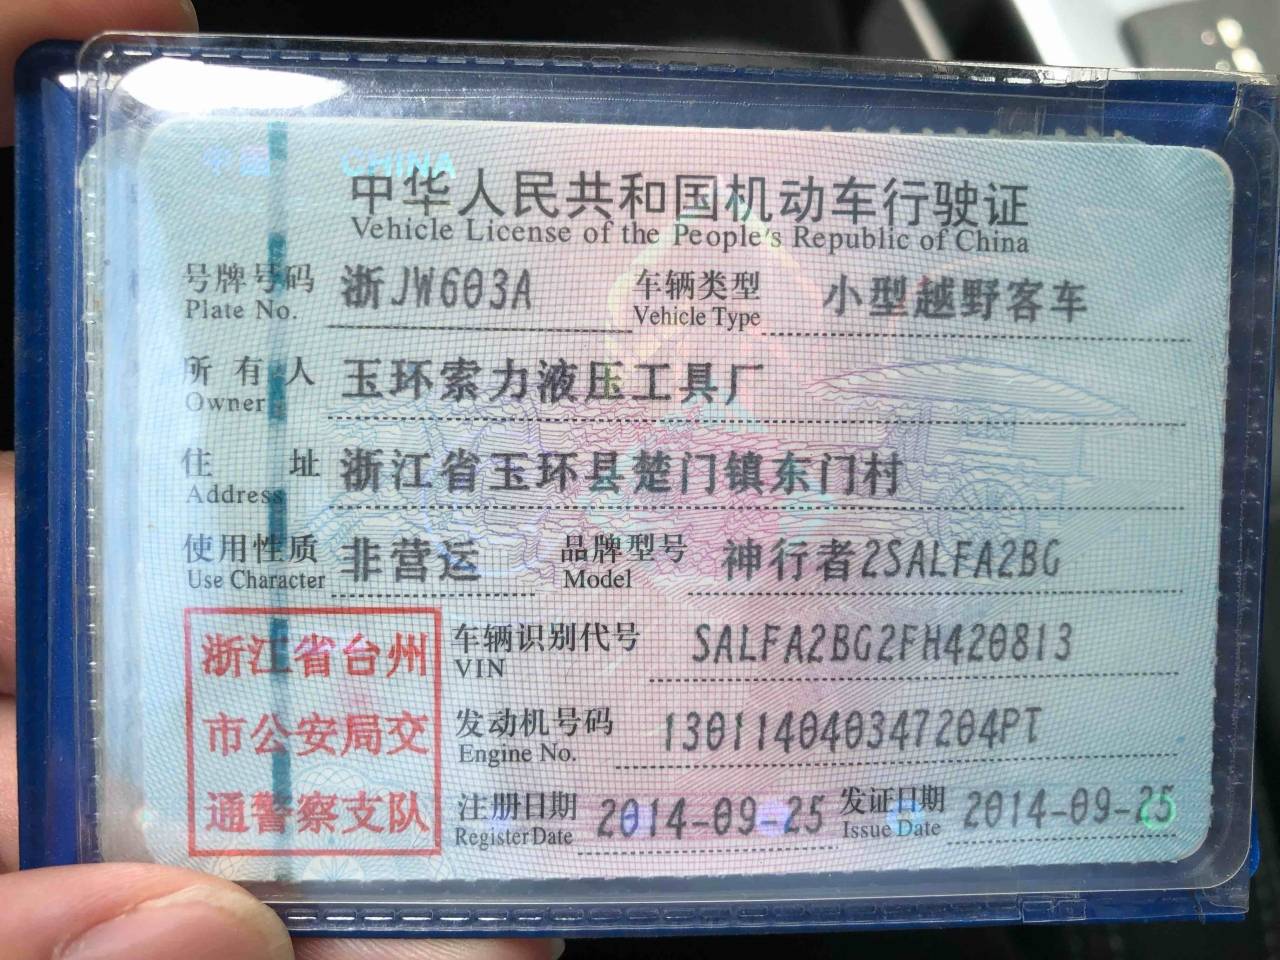 中国 CHINA
中华人民共和国机动车行驶证
Vehicle License of the People's Republic of China
号牌号码 浙JW603A 车辆类型 小型越野客车
Plate No. Vehicle Type
所有人 玉环索力液压工具厂
Owner
住址 浙江省玉环县楚门镇东门村
Address
使用性质 非营运 品牌型号 神行者2SALFA2BG
Use Character Model
浙江省台州
市公安局交
通警察支队
车辆识别代号 SALFA2BG2FH420813
VIN
发动机号码 130114040347204PT
Engine No.
注册日期 2014-09-25 发证日期 2014-09-25
Register Date Issue Date